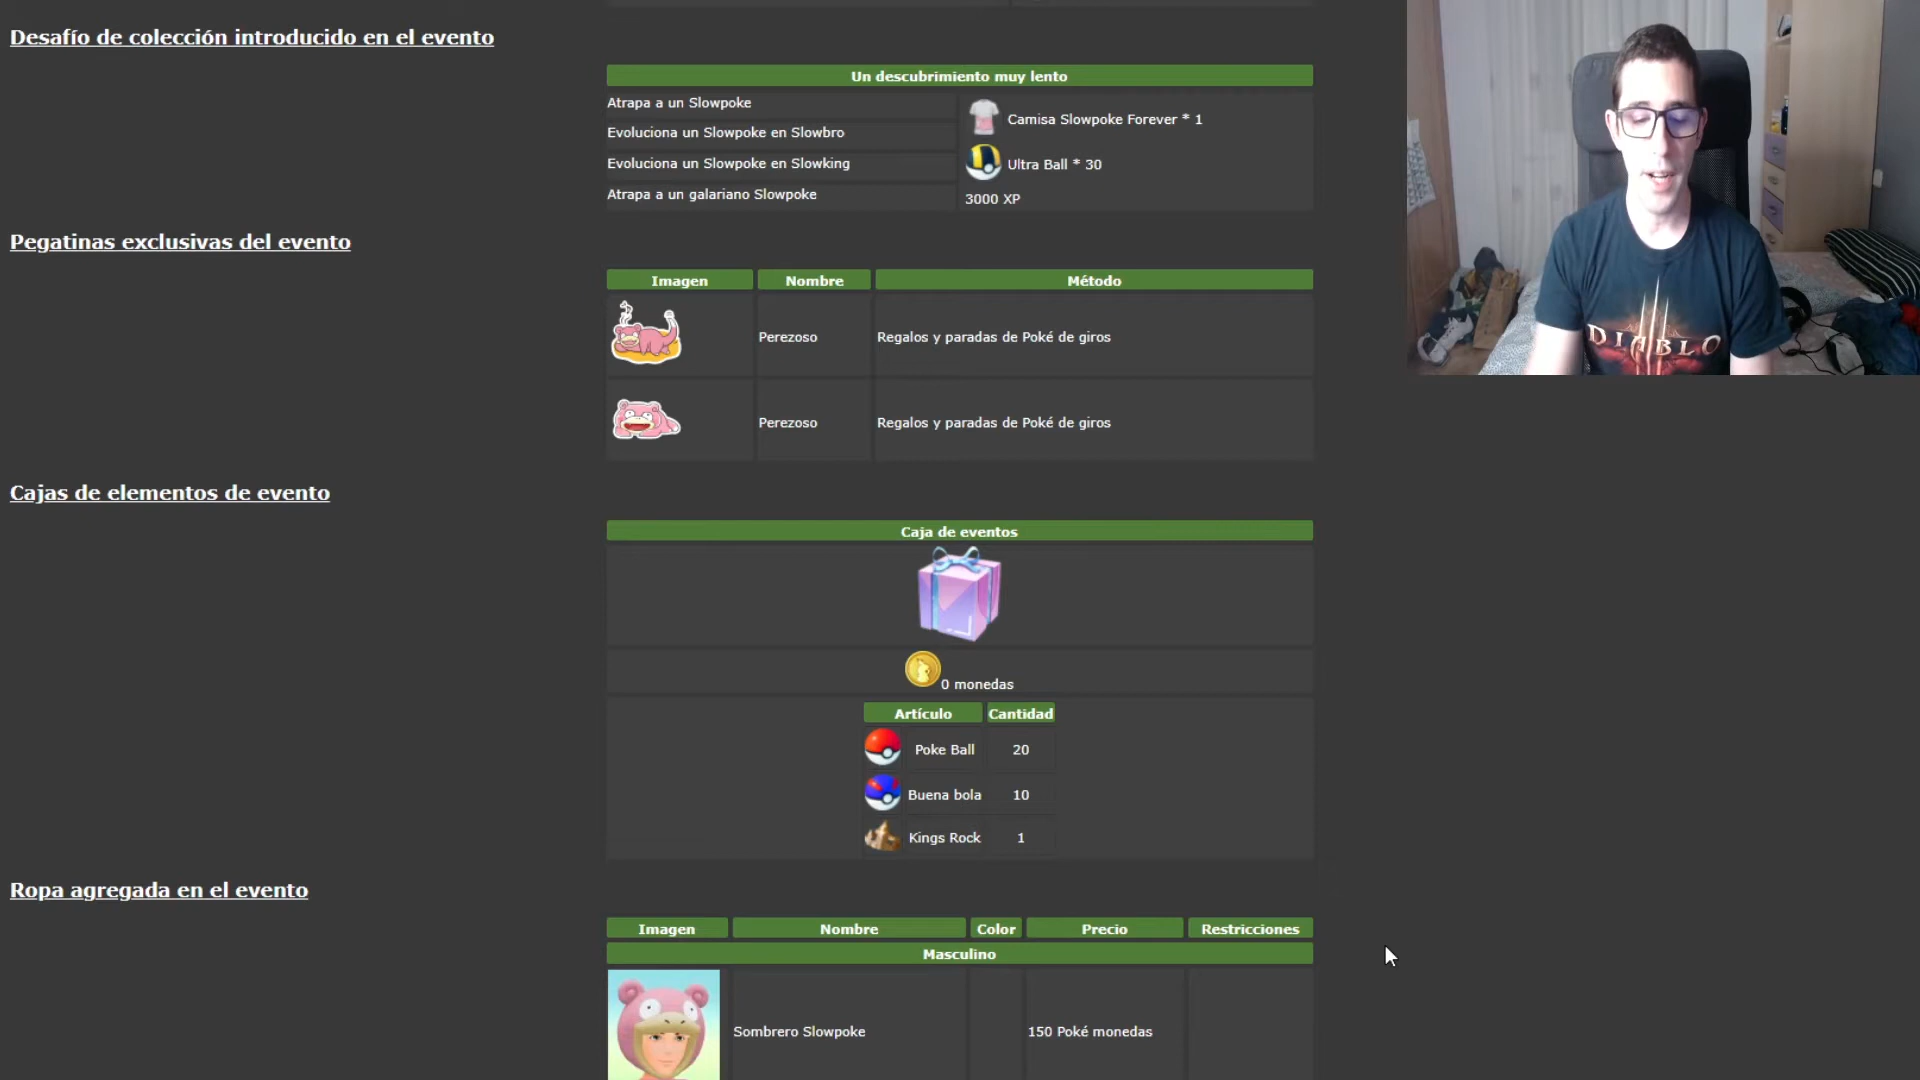 Desafío de colección introducido en el evento
Un descubrimiento muy lento
Atrapa a un Slowpoke
Evoluciona un Slowpoke en Slowbro
Evoluciona un Slowpoke en Slowking
Atrapa a un galariano Slowpoke
Camisa Slowpoke Forever * 1
Ultra Ball * 30
3000 XP
Pegatinas exclusivas del evento
Imagen Nombre Método
Perezoso Regalos y paradas de Poké de giros
Perezoso Regalos y paradas de Poké de giros
Cajas de elementos de evento
Caja de eventos
0 monedas
Artículo Cantidad
Poke Ball 20
Buena bola 10
Kings Rock 1
Ropa agregada en el evento
Imagen Nombre Color Precio Restricciones
Masculino
Sombrero Slowpoke 150 Poké monedas
DIABLO